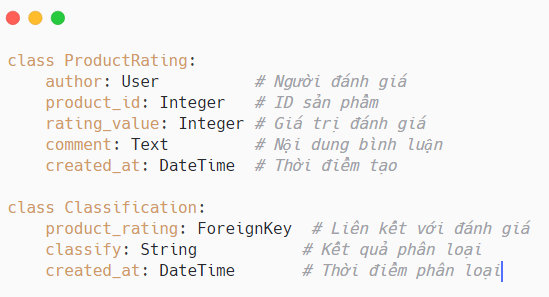 class ProductRating:
    author: User          # Người đánh giá
    product_id: Integer   # ID sản phẩm
    rating_value: Integer # Giá trị đánh giá
    comment: Text         # Nội dung bình luận
    created_at: DateTime  # Thời điểm tạo
class Classification:
    product_rating: ForeignKey  # Liên kết với đánh giá
    classify: String           # Kết quả phân loại
    created_at: DateTime       # Thời điểm phân loại